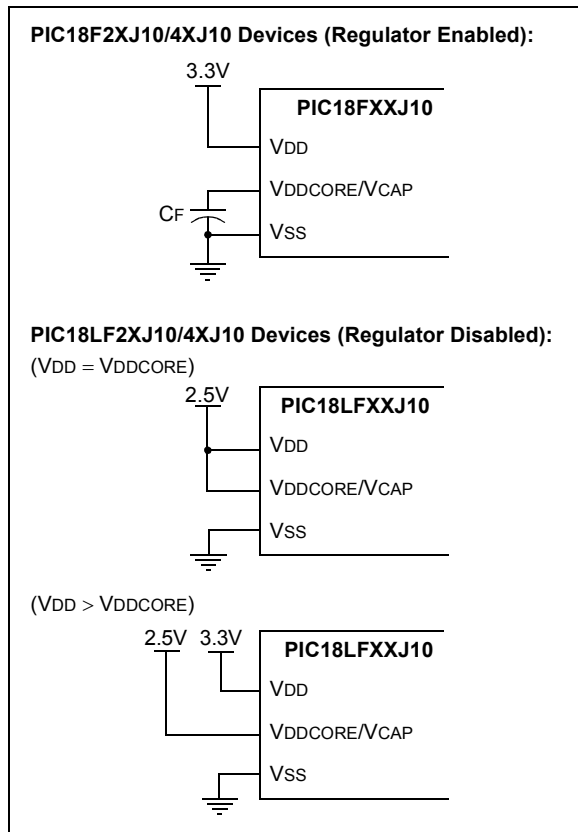 PIC18F2XJ10/4XJ10 Devices (Regulator Enabled):
3.3V
PIC18FXXJ10
VDD
VDDCORE/VCAP
CF
VSS
PIC18LF2XJ10/4XJ10 Devices (Regulator Disabled):
(VDD = VDDCORE)
2.5V
PIC18LFXXJ10
VDD
VDDCORE/VCAP
VSS
(VDD > VDDCORE)
2.5V 3.3V
PIC18LFXXJ10
VDD
VDDCORE/VCAP
VSS